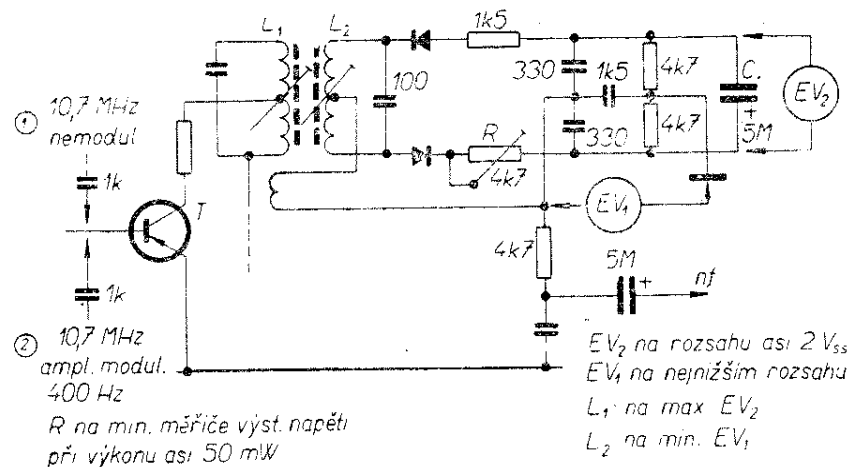 L₁
L₂
1k5
330
1k5
4k7
C.
+
5M
EV₂
100
① 10,7 MHz
nemodul.
R
4k7
330
4k7
1k
T
EV₁
4k7
5M
+
nf
1k
② 10,7 MHz
ampl. modul.
400 Hz
R na min. měřiče výst. napětí
při výkonu asi 50 mW
EV₂ na rozsahu asi 2 Vss
EV₁ na nejnižším rozsahu
L₁ na max EV₂
L₂ na min. EV₁